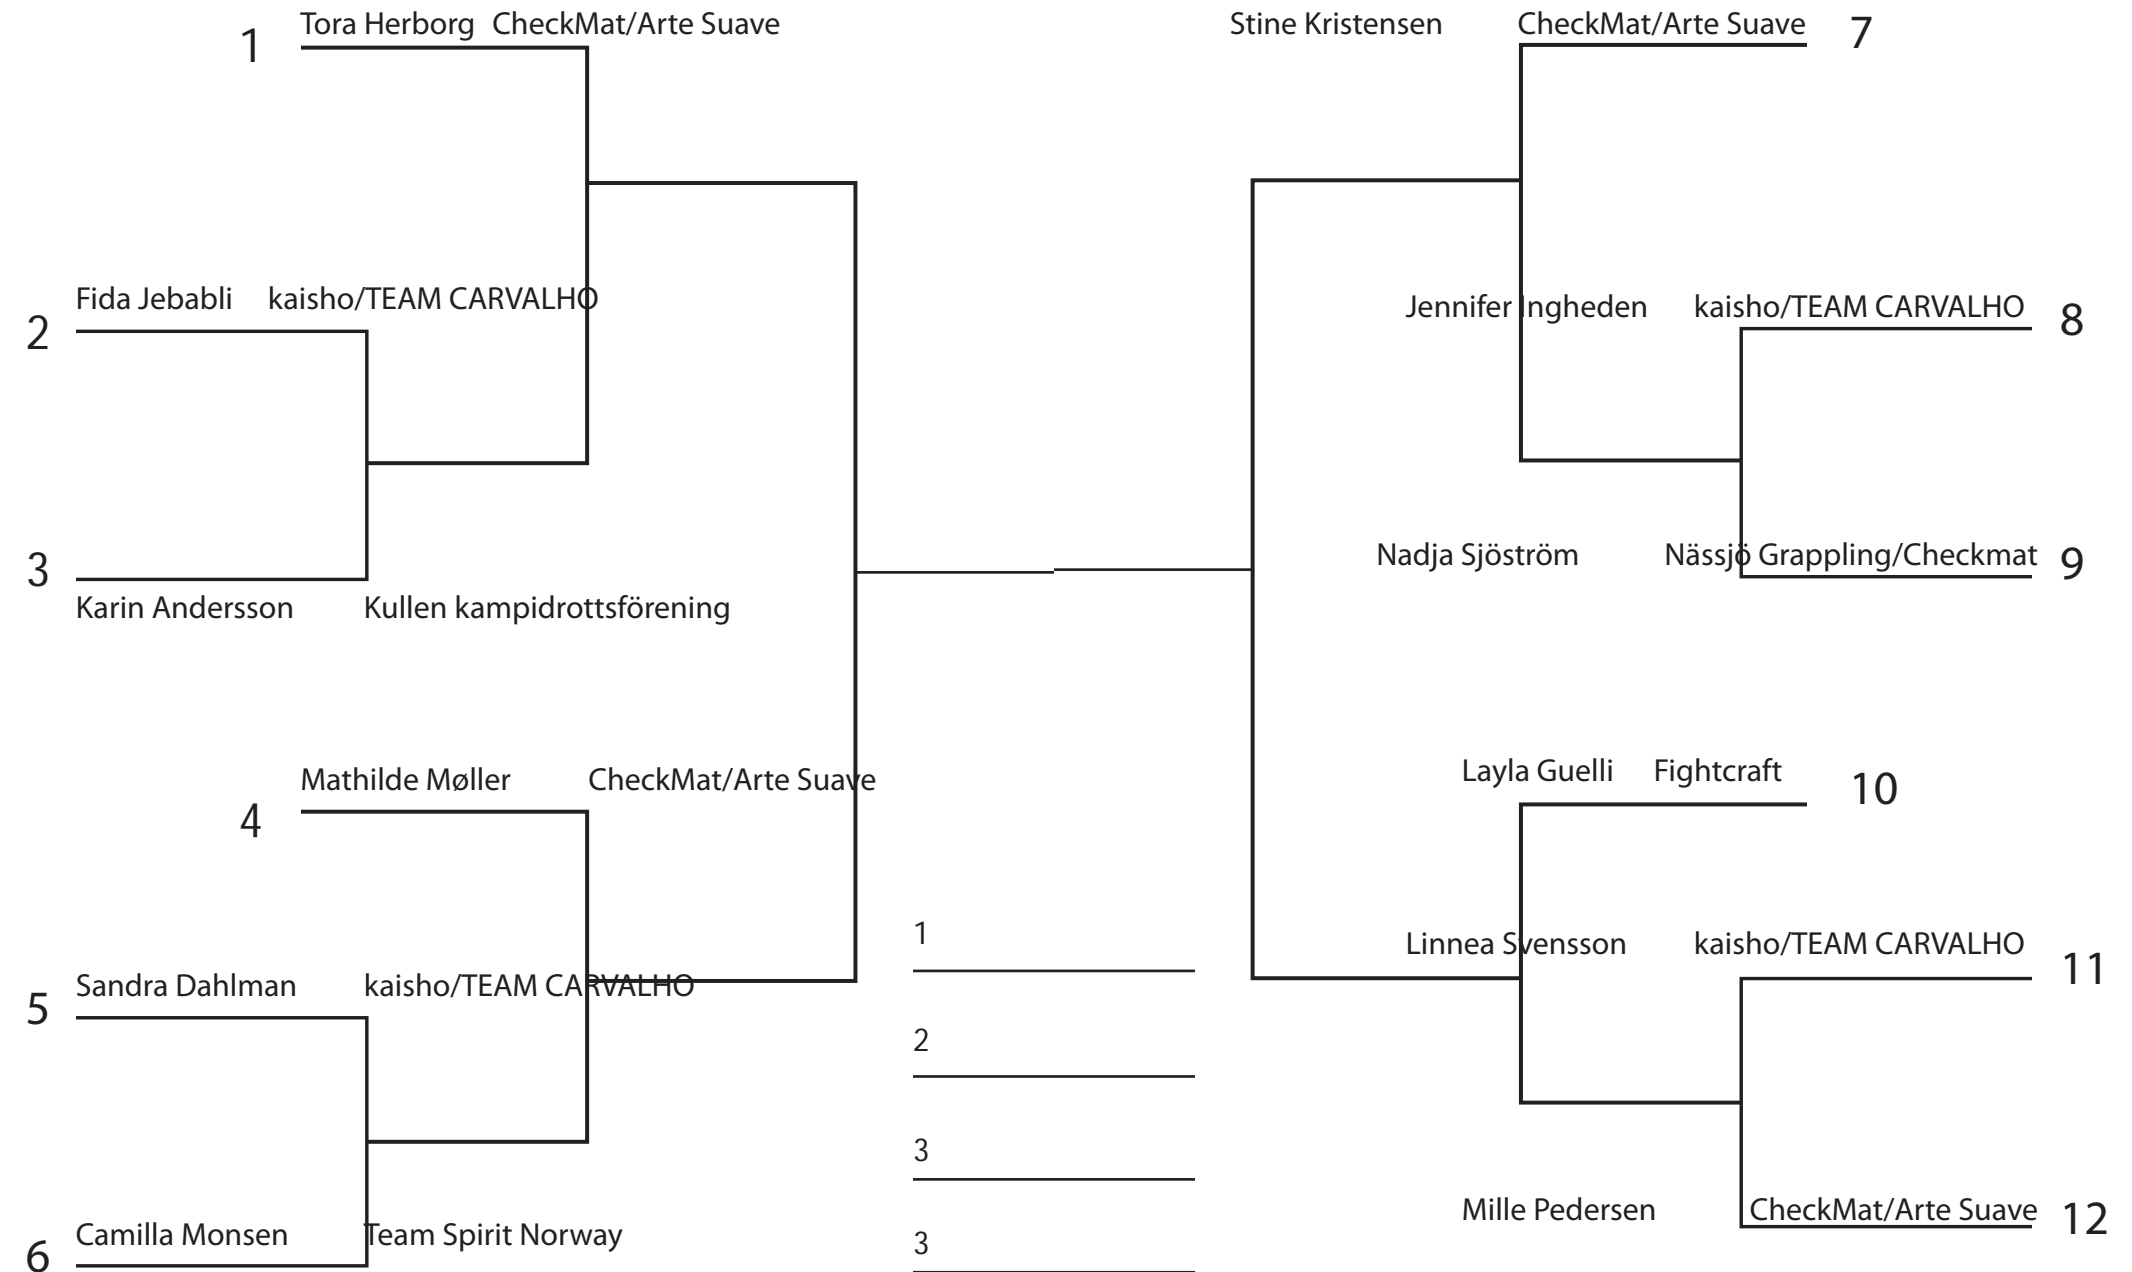 1 Tora Herborg CheckMat/Arte Suave
2 Fida Jebabli kaisho/TEAM CARVALHO
3 Karin Andersson Kullen kampidrottsförening
4 Mathilde Møller CheckMat/Arte Suave
5 Sandra Dahlman kaisho/TEAM CARVALHO
6 Camilla Monsen Team Spirit Norway
1
2
3
3
Stine Kristensen CheckMat/Arte Suave 7
Jennifer Ingheden kaisho/TEAM CARVALHO 8
Nadja Sjöström Nässjö Grappling/Checkmat 9
Layla Guelli Fightcraft 10
Linnea Svensson kaisho/TEAM CARVALHO 11
Mille Pedersen CheckMat/Arte Suave 12